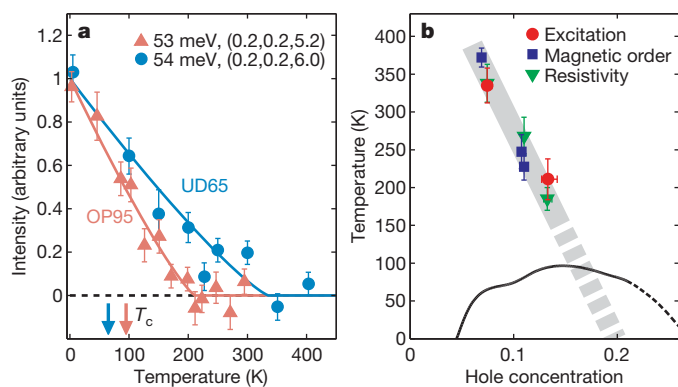 a
53 meV, (0.2,0.2,5.2)
54 meV, (0.2,0.2,6.0)
UD65
OP95
Tc
Intensity (arbitrary units)
1.2
1
0.8
0.6
0.4
0.2
0
0 100 200 300 400
Temperature (K)
b
Excitation
Magnetic order
Resistivity
Temperature (K)
400
350
300
250
200
150
100
50
0
0 0.1 0.2
Hole concentration